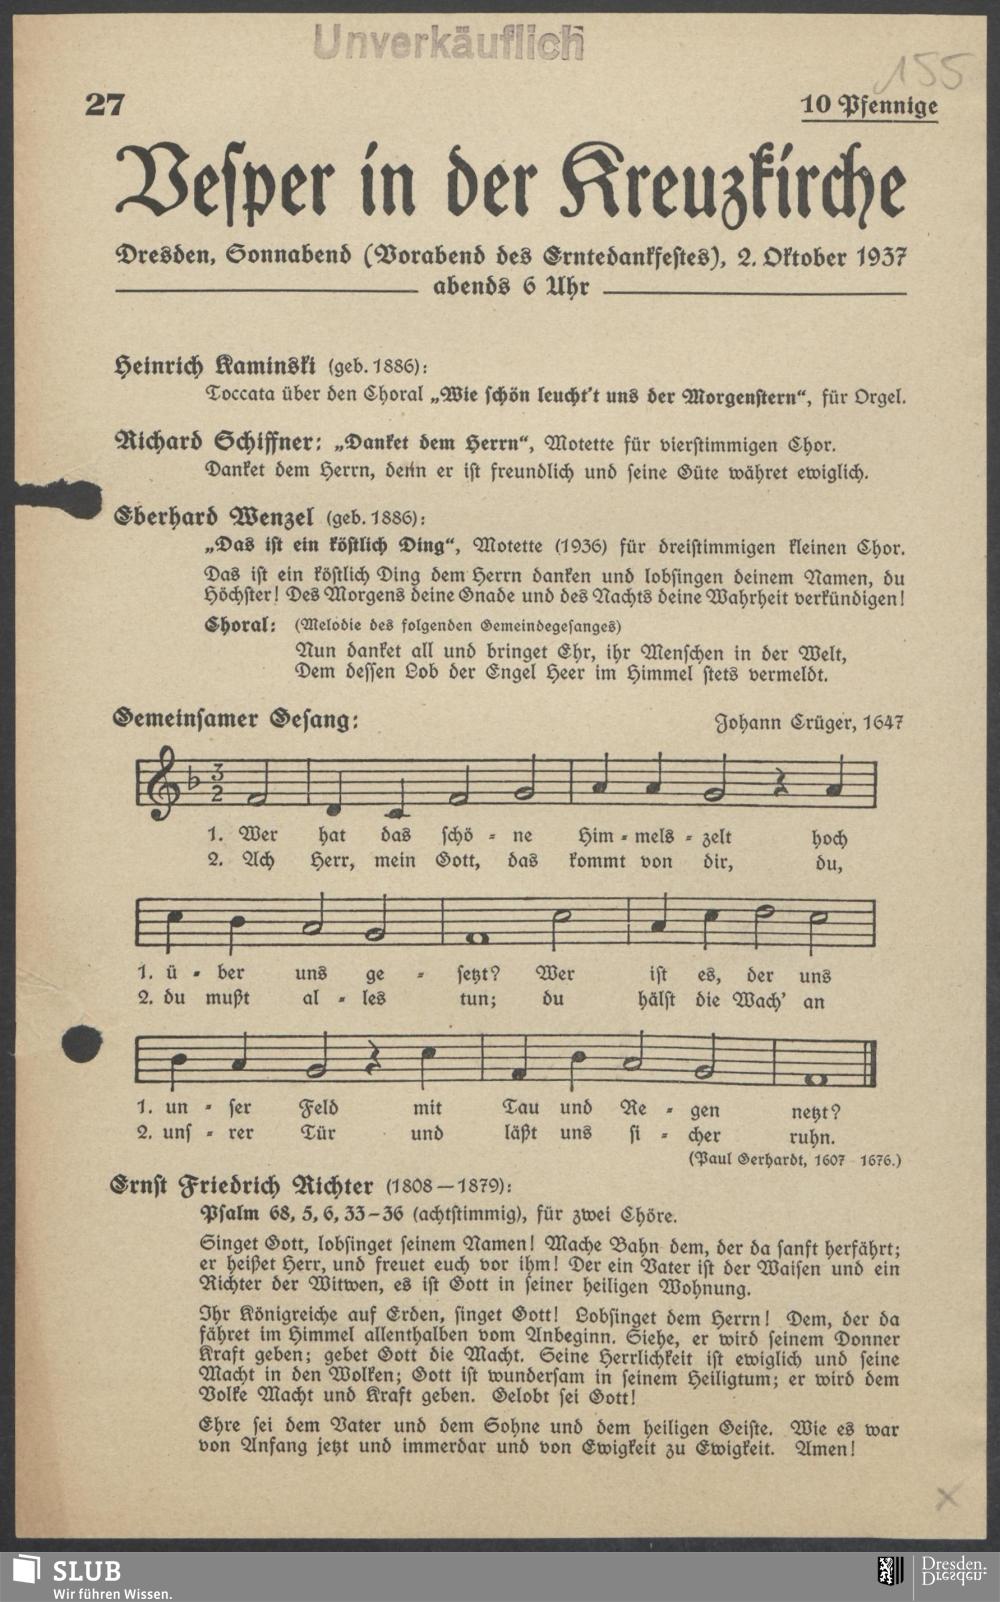 Unverkäuflich
155
27
10 Pfennige
Vesper in der Kreuzkirche
Dresden, Sonnabend (Vorabend des Erntedankfestes), 2. Oktober 1937
abends 6 Uhr
Heinrich Kaminski (geb. 1886):
Toccata über den Choral „Wie schön leucht't uns der Morgenstern“, für Orgel.
Richard Schiffner: „Danket dem Herrn“, Motette für vierstimmigen Chor.
Danket dem Herrn, denn er ist freundlich und seine Güte währet ewiglich.
Eberhard Wenzel (geb. 1886):
„Das ist ein köstlich Ding“, Motette (1936) für dreistimmigen kleinen Chor.
Das ist ein köstlich Ding dem Herrn danken und lobsingen deinem Namen, du
Höchster! Des Morgens deine Gnade und des Nachts deine Wahrheit verkündigen!
Choral: (Melodie des folgenden Gemeindegesanges)
Nun danket all und bringet Ehr, ihr Menschen in der Welt,
Dem dessen Lob der Engel Heer im Himmel stets vermeldt.
Gemeinsamer Gesang: Johann Crüger, 1647
3
2
1. Wer hat das schö - ne Him - mels - zelt hoch
2. Ach Herr, mein Gott, das kommt von dir, du,
1. ü - ber uns ge - setzt? Wer ist es, der uns
2. du mußt al - les tun; du hälst die Wach' an
1. un - ser Feld mit Tau und Re - gen netzt?
2. uns - rer Tür und läßt uns si - cher ruhn.
(Paul Gerhardt, 1607–1676.)
Ernst Friedrich Richter (1808—1879):
Psalm 68, 5, 6, 33—36 (achtstimmig), für zwei Chöre.
Singet Gott, lobsinget seinem Namen! Mache Bahn dem, der da sanft herfährt;
er heißet Herr, und freuet euch vor ihm! Der ein Vater ist der Waisen und ein
Richter der Witwen, es ist Gott in seiner heiligen Wohnung.
Ihr Königreiche auf Erden, singet Gott! Lobsinget dem Herrn! Dem, der da
fähret im Himmel allenthalben vom Anbeginn. Siehe, er wird seinem Donner
Kraft geben; gebet Gott die Macht. Seine Herrlichkeit ist ewiglich und seine
Macht in den Wolken; Gott ist wundersam in seinem Heiligtum; er wird dem
Volke Macht und Kraft geben. Gelobt sei Gott!
Ehre sei dem Vater und dem Sohne und dem heiligen Geiste. Wie es war
von Anfang jetzt und immerdar und von Ewigkeit zu Ewigkeit. Amen!
x
SLUB
Wir führen Wissen.
Dresden.
Dresden.